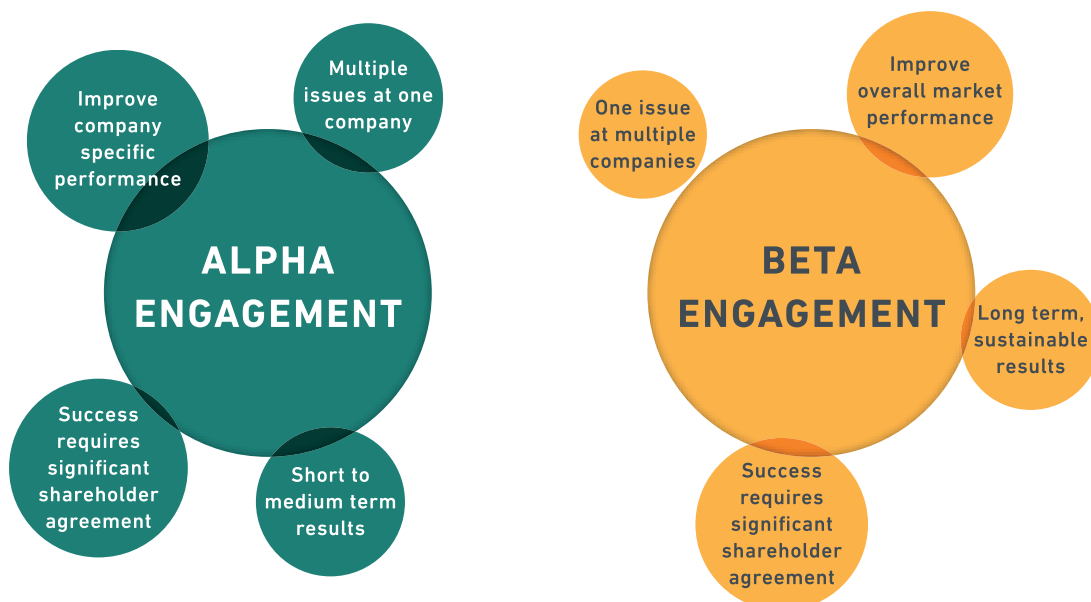 Improve
company
specific
performance
Multiple
issues at one
company
ALPHA
ENGAGEMENT
Success
requires
significant
shareholder
agreement
Short to
medium term
results
One issue
at multiple
companies
Improve
overall market
performance
BETA
ENGAGEMENT
Long term,
sustainable
results
Success
requires
significant
shareholder
agreement